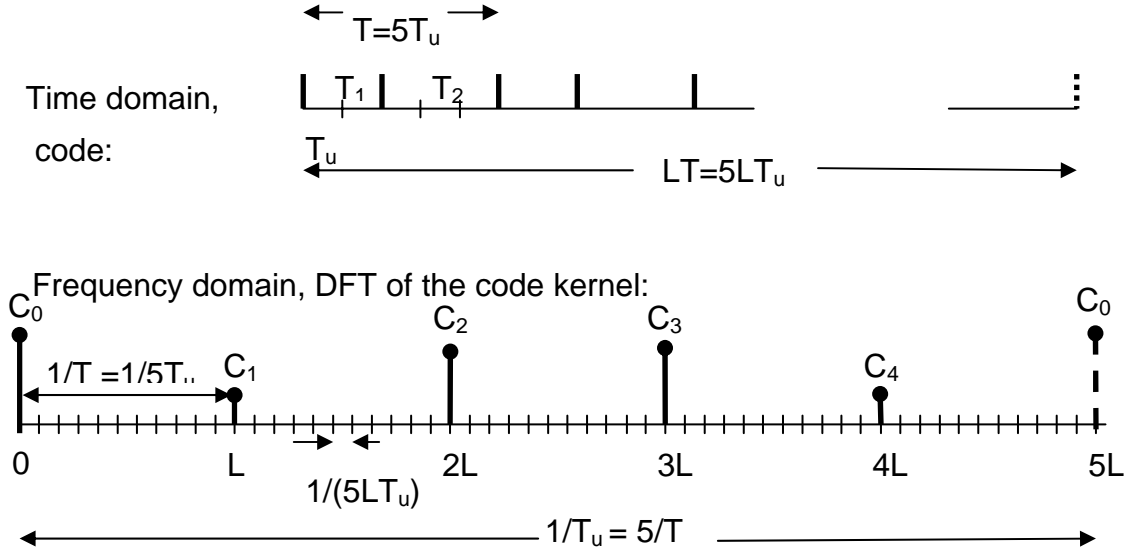 T=5Tᵤ
Time domain,
code:
T₁ T₂
Tᵤ
LT=5LTᵤ
Frequency domain, DFT of the code kernel:
C₀ C₁ C₂ C₃ C₄ C₀
1/T =1/5Tᵤ
0 L 2L 3L 4L 5L
1/(5LTᵤ)
1/Tᵤ = 5/T